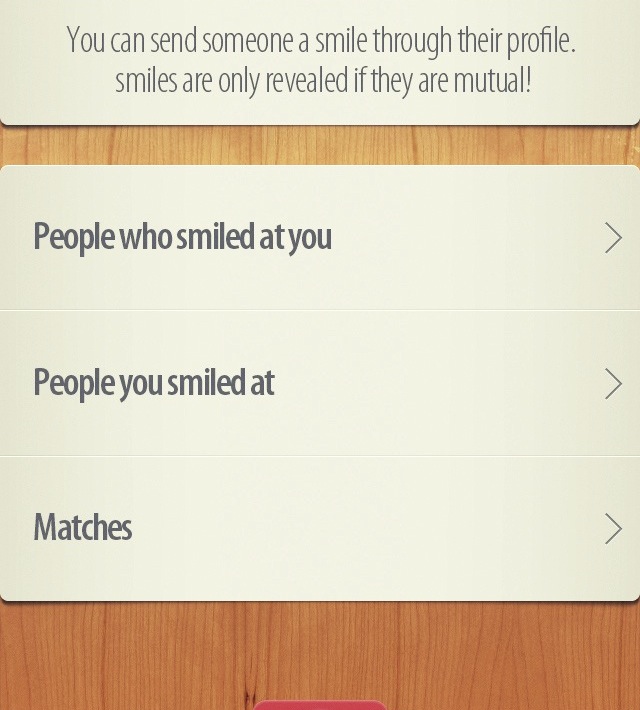 You can send someone a smile through their profile.
smiles are only revealed if they are mutual!
People who smiled at you
People you smiled at
Matches